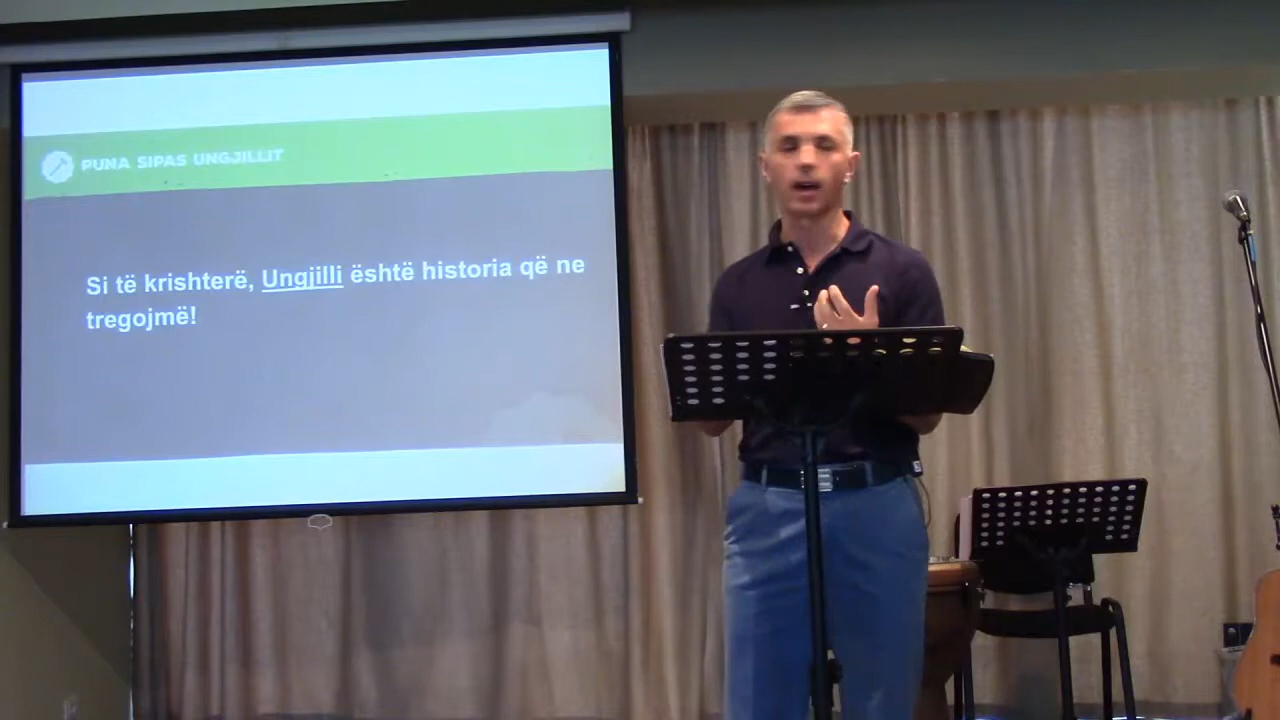 PUNA SIPAS UNGJILLIT
Si të krishterë, Ungjilli është historia që ne
tregojmë!